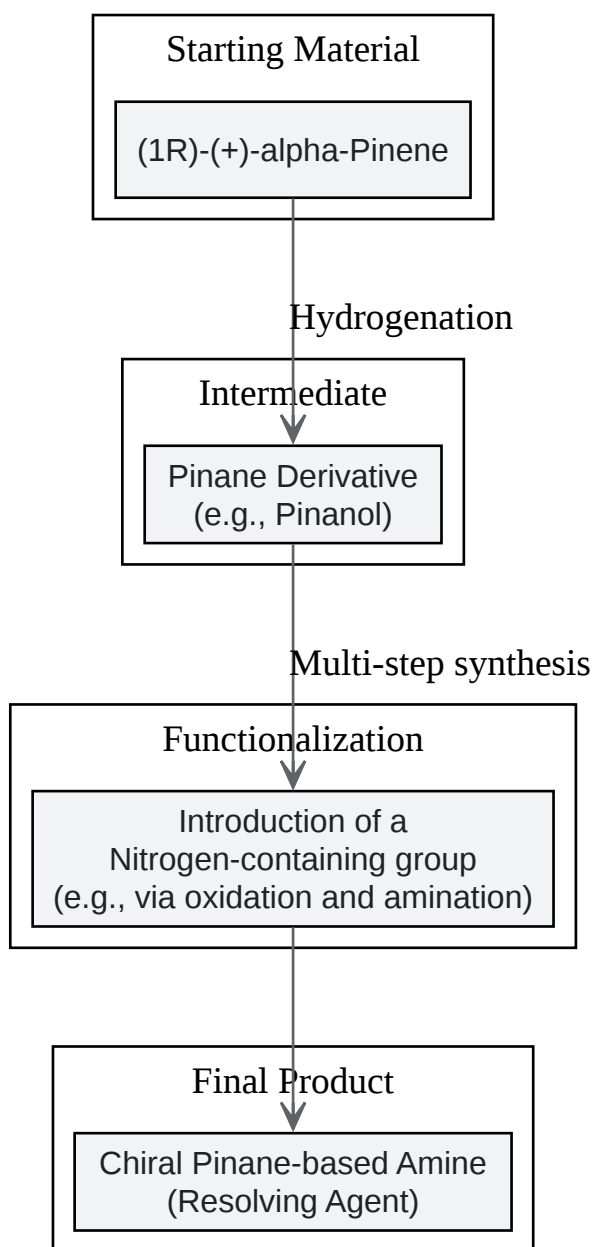 Starting Material
(1R)-(+)-alpha-Pinene
Hydrogenation
Intermediate
Pinane Derivative
(e.g., Pinanol)
Multi-step synthesis
Functionalization
Introduction of a
Nitrogen-containing group
(e.g., via oxidation and amination)
Final Product
Chiral Pinane-based Amine
(Resolving Agent)